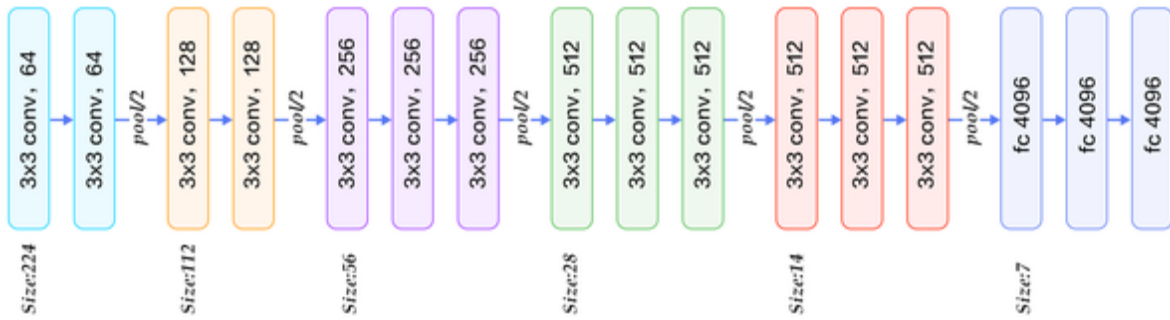 3x3 conv, 64
3x3 conv, 64
pool/2
3x3 conv, 128
3x3 conv, 128
pool/2
3x3 conv, 256
3x3 conv, 256
3x3 conv, 256
pool/2
3x3 conv, 512
3x3 conv, 512
3x3 conv, 512
pool/2
3x3 conv, 512
3x3 conv, 512
3x3 conv, 512
pool/2
fc 4096
fc 4096
fc 4096
Size:224
Size:112
Size:56
Size:28
Size:14
Size:7